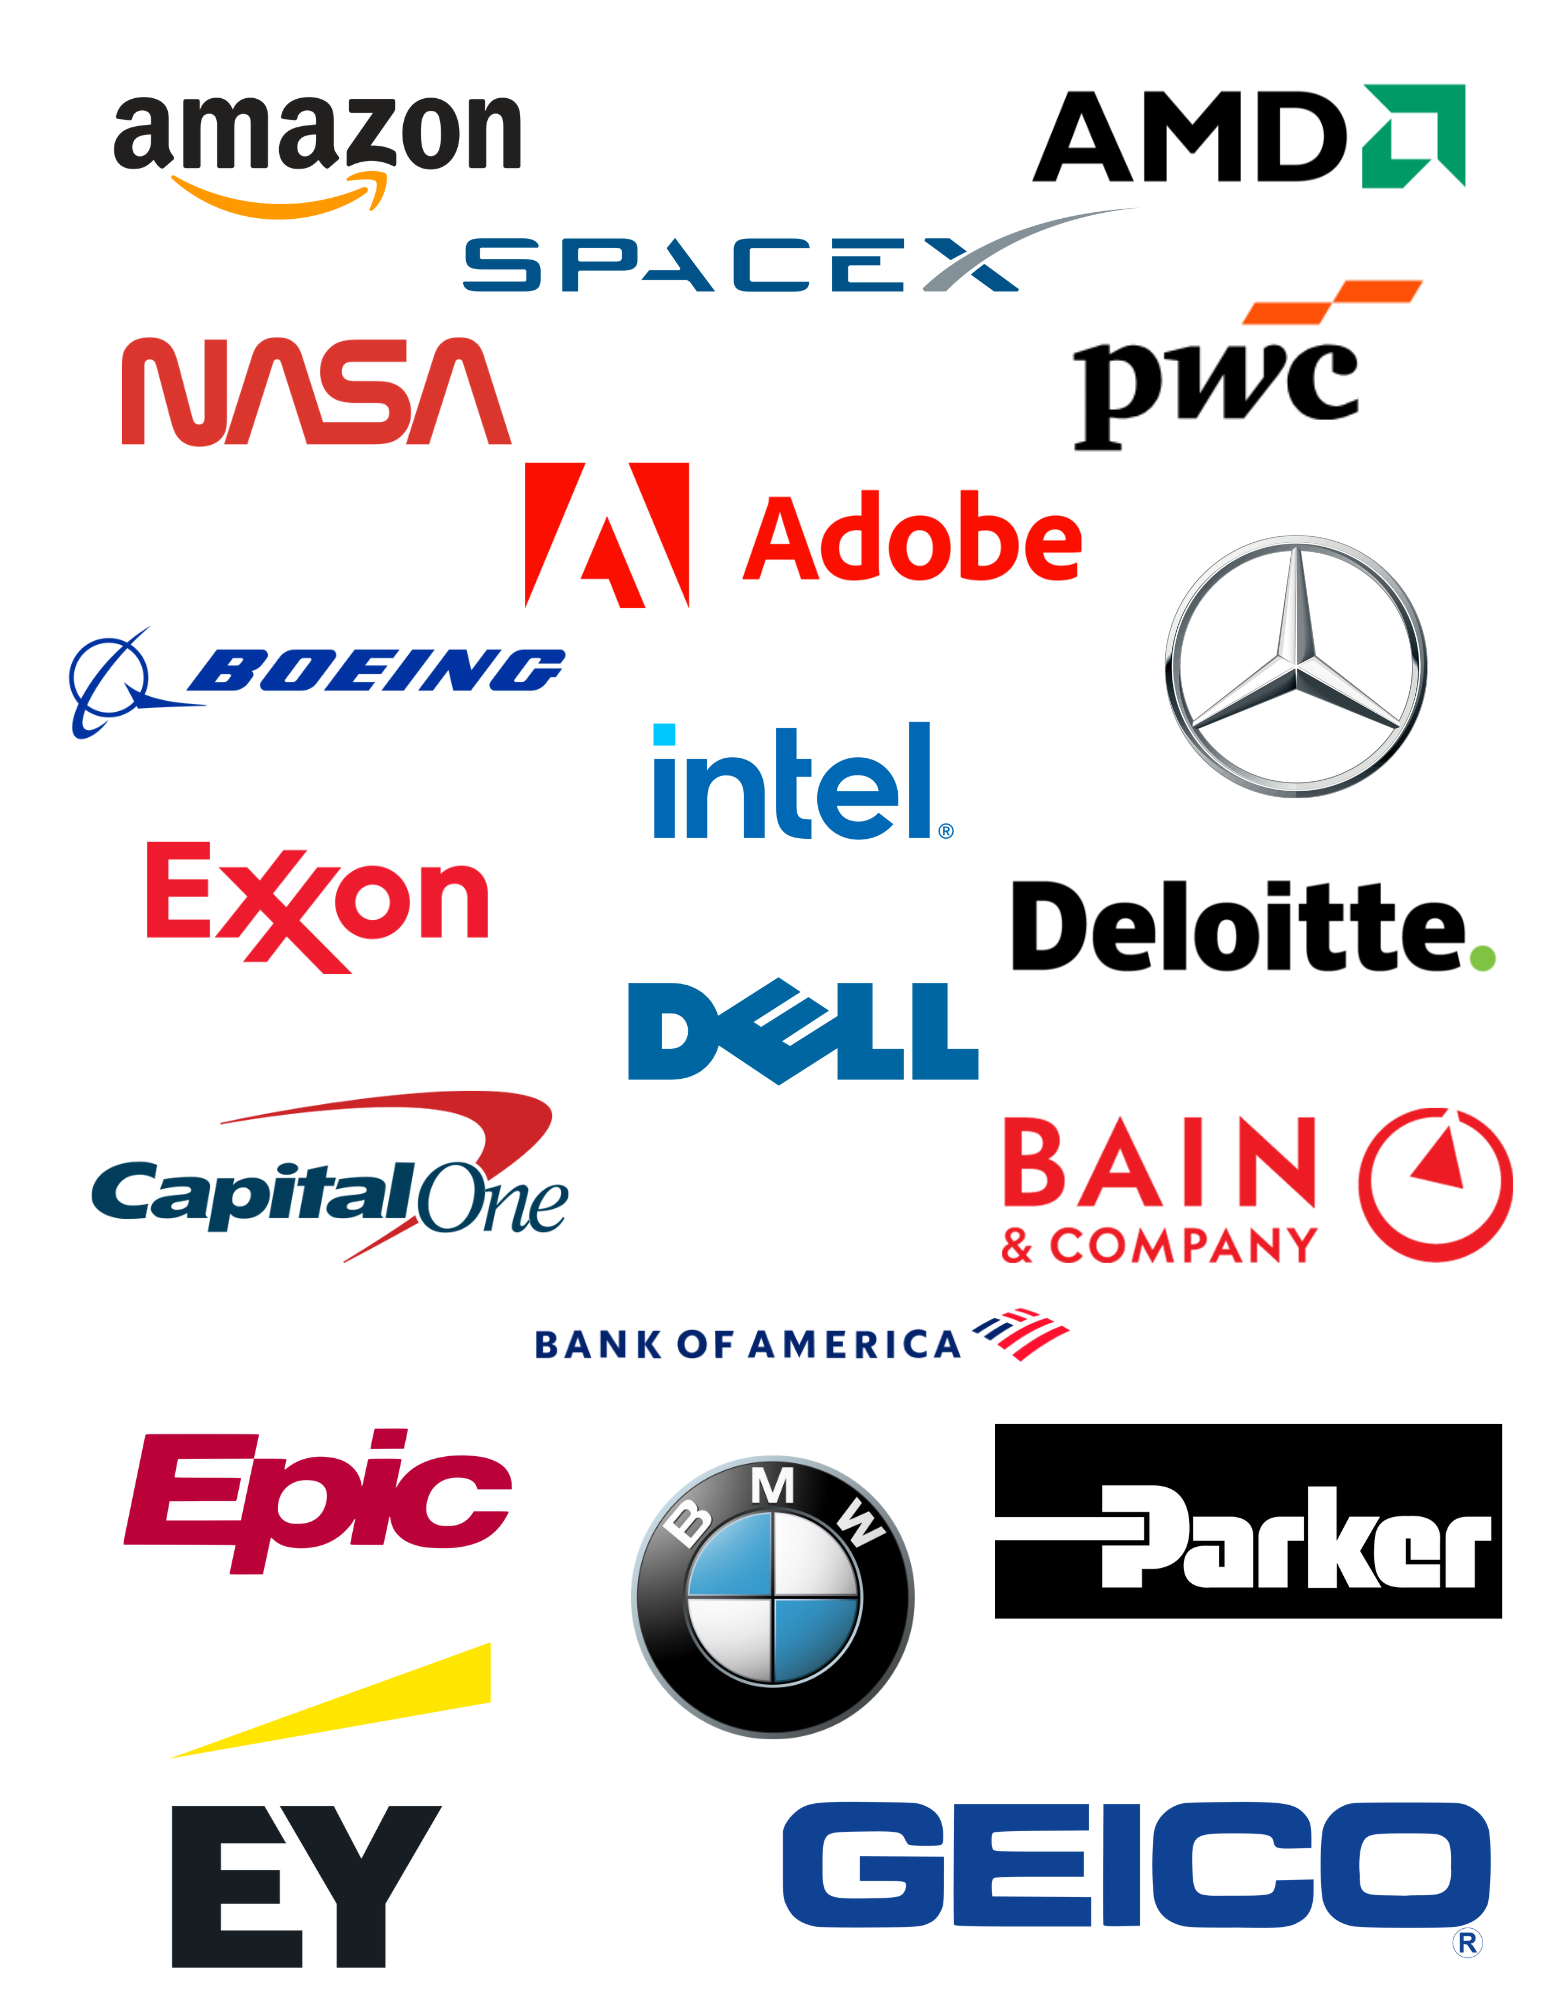 amazon
AMD
SPACEX
NASA
pwc
Adobe
BOEING
intel®
Exxon
Deloitte.
DELL
CapitalOne
BAIN
& COMPANY
BANK OF AMERICA
Epic
BMW
Parker
EY
GEICO®